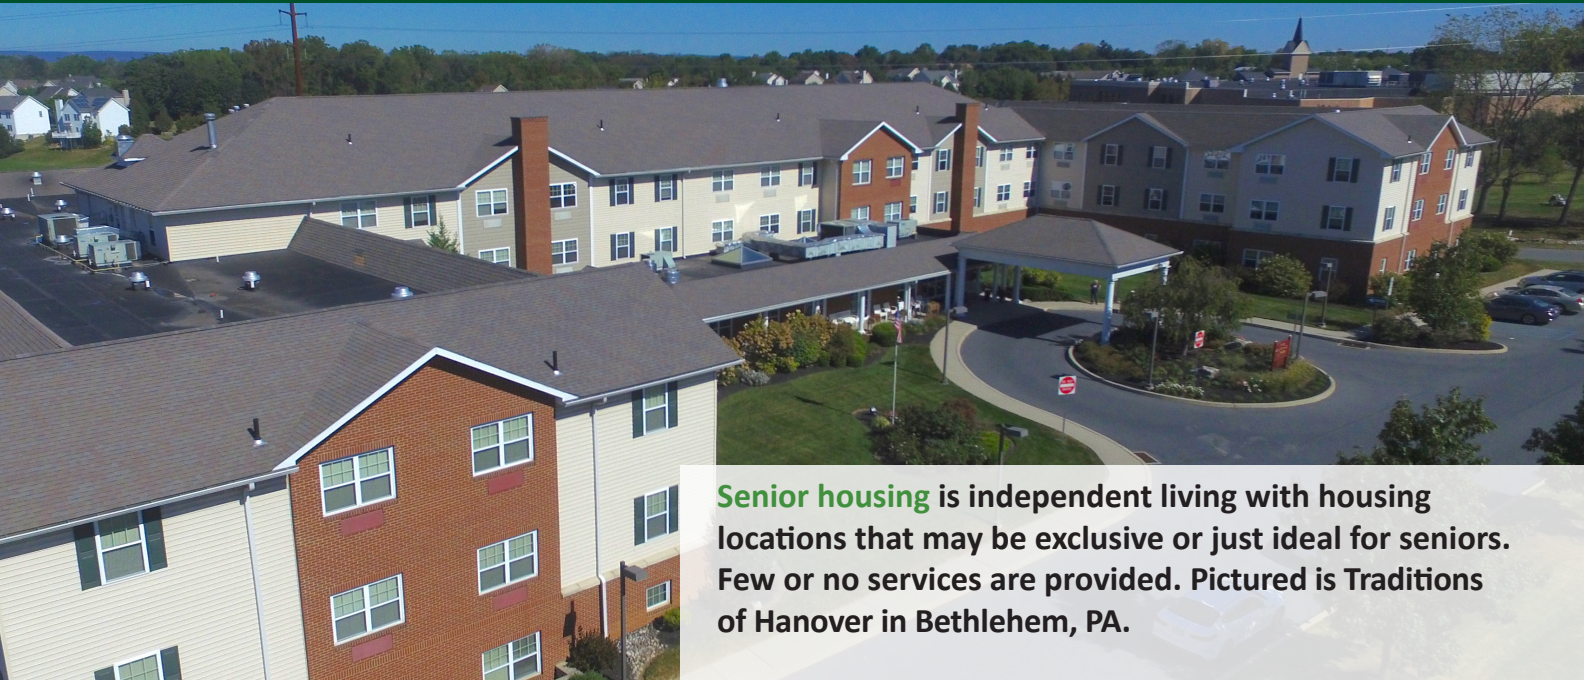 Senior housing is independent living with housing
locations that may be exclusive or just ideal for seniors.
Few or no services are provided. Pictured is Traditions
of Hanover in Bethlehem, PA.